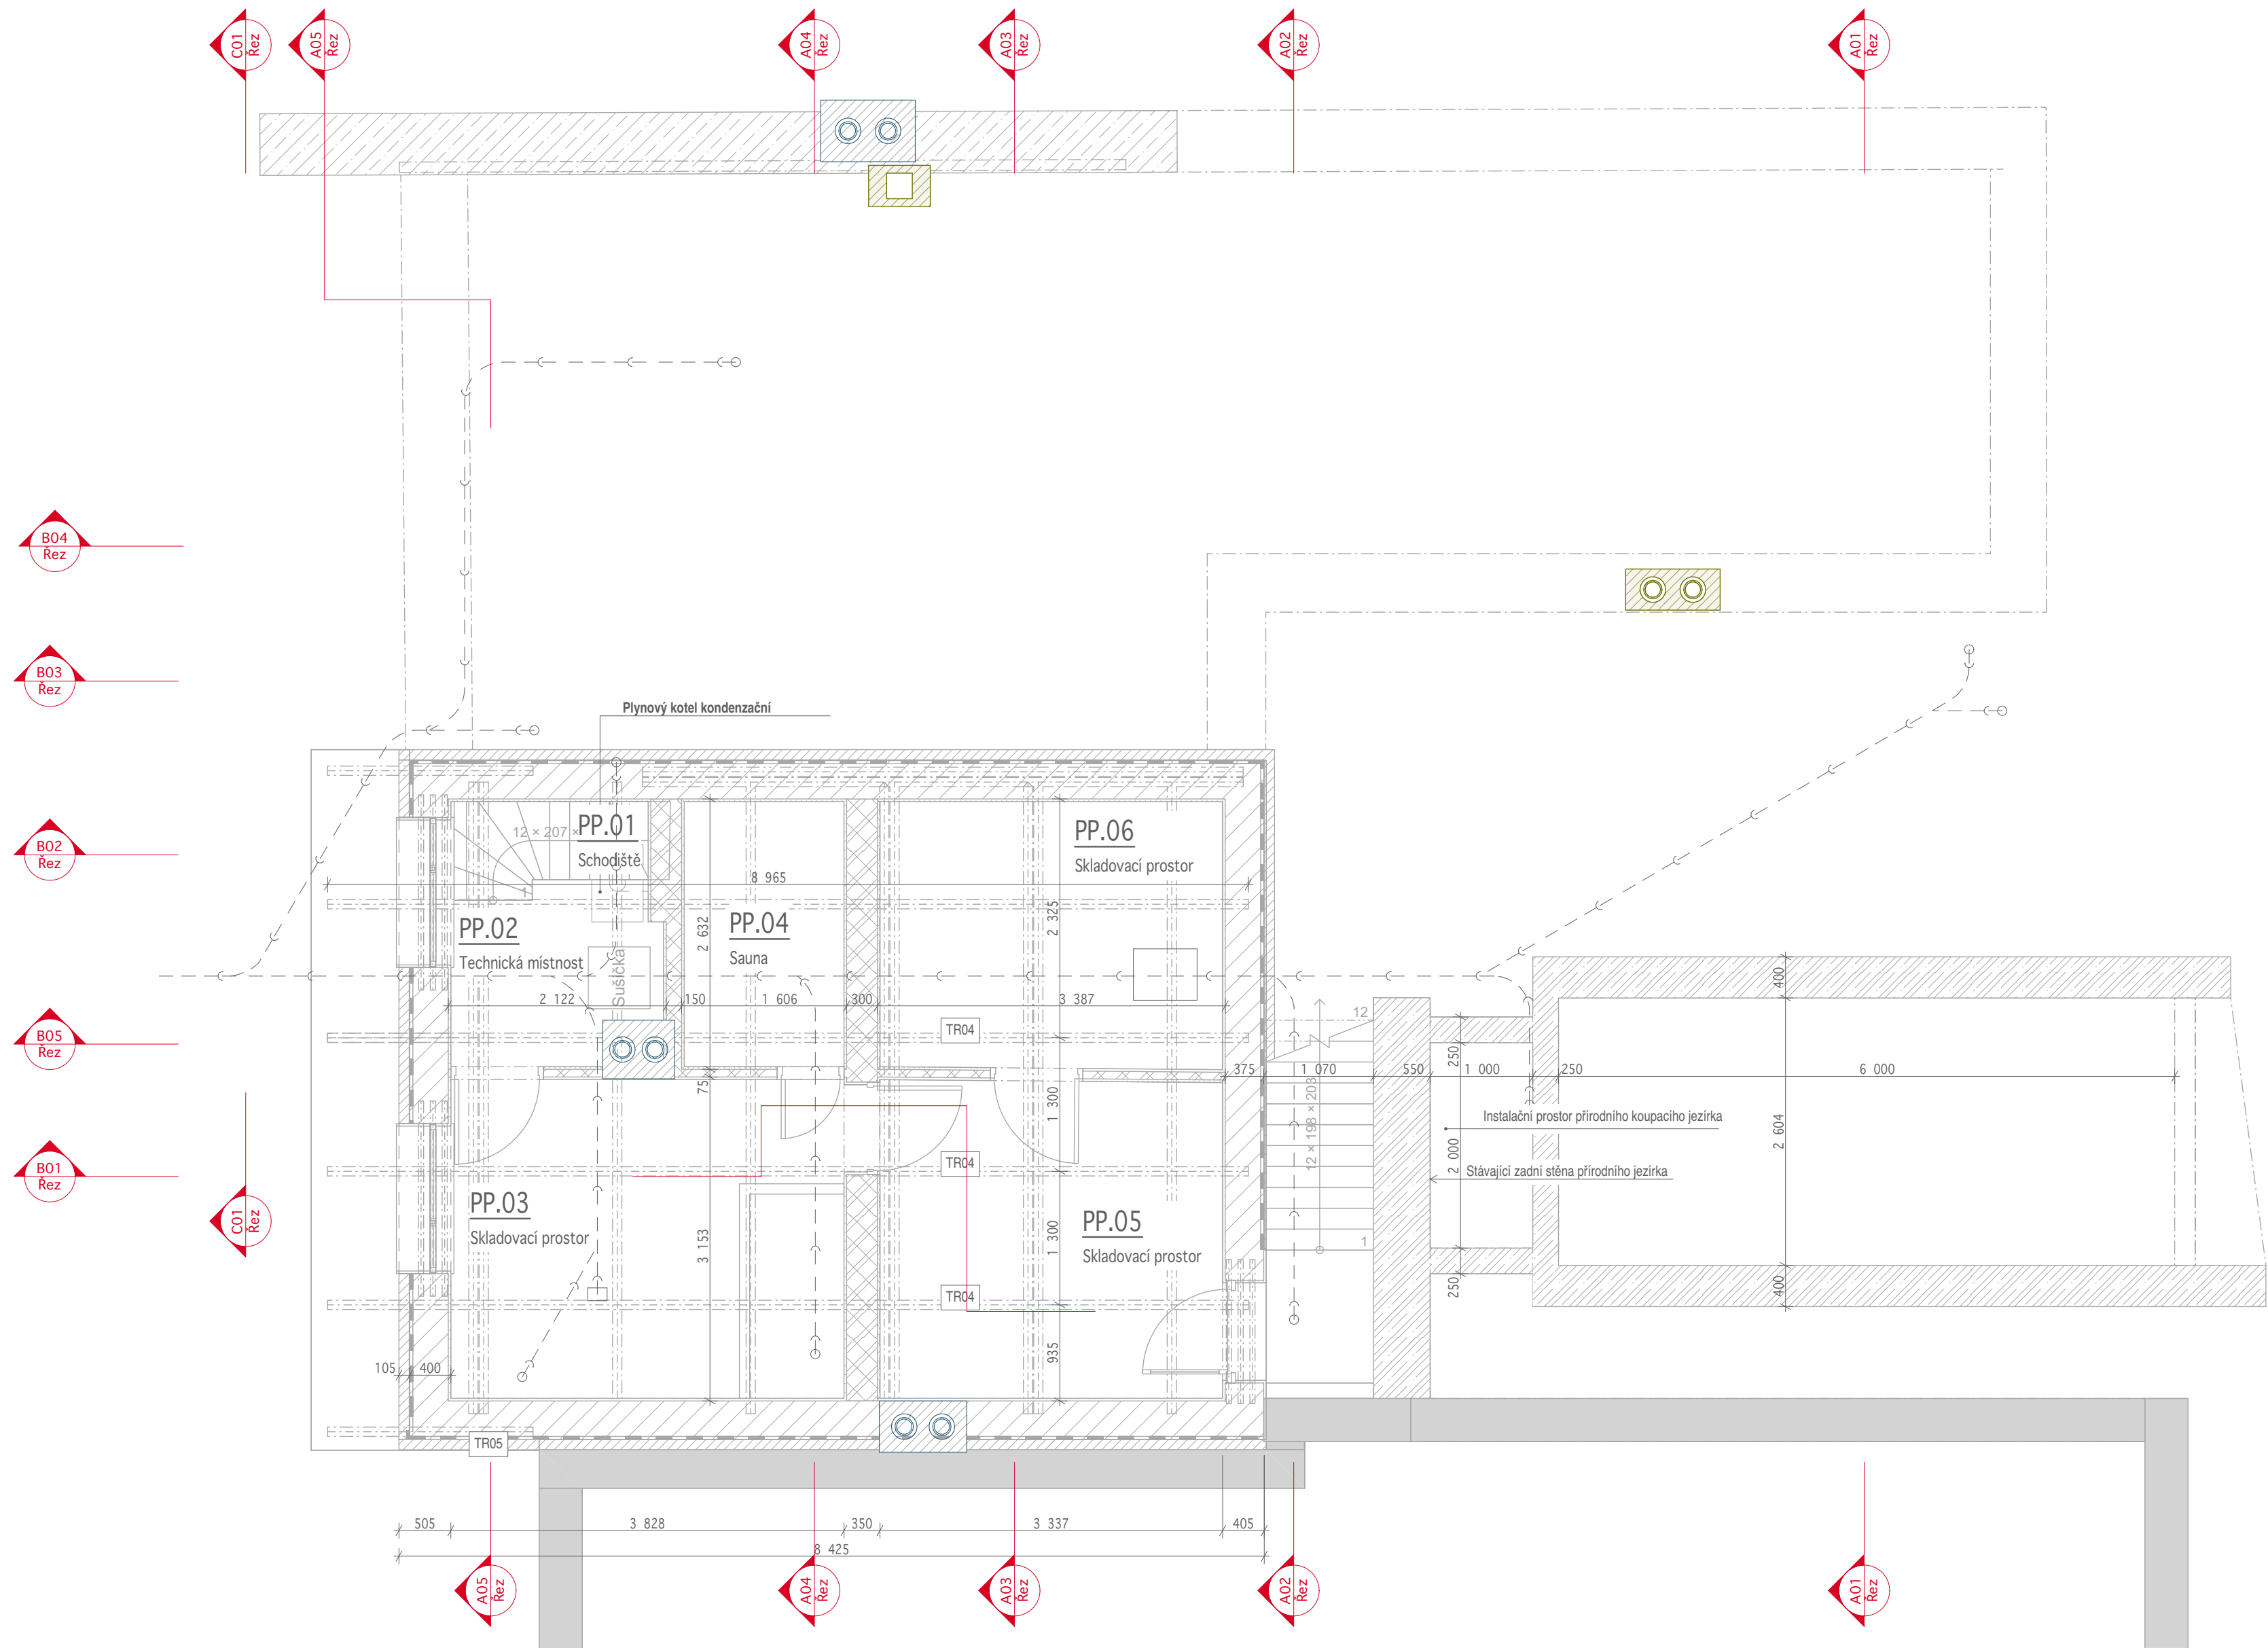 C01
Řez
A05
Řez
A04
Řez
A03
Řez
A02
Řez
A01
Řez
B04
Řez
B03
Řez
Plynový kotel kondenzační
B02
Řez
12 × 207 ×
PP.01
Schodiště
PP.06
Skladovací prostor
8 965
1
PP.02
Technická místnost
Sušička
2 632
PP.04
Sauna
2 325
2 122
150
1 606
300
3 387
400
B05
Řez
TR04
12
250
375
1 070
550
1 000
250
6 000
75
1 300
12 × 198 × 203
Instalační prostor přírodního koupacího jezírka
2 604
2 000
B01
Řez
TR04
Stávající zadní stěna přírodního jezírka
C01
Řez
PP.03
Skladovací prostor
3 153
1 300
PP.05
Skladovací prostor
1
250
400
TR04
935
105
400
TR05
505
3 828
350
3 337
405
8 425
A05
Řez
A04
Řez
A03
Řez
A02
Řez
A01
Řez